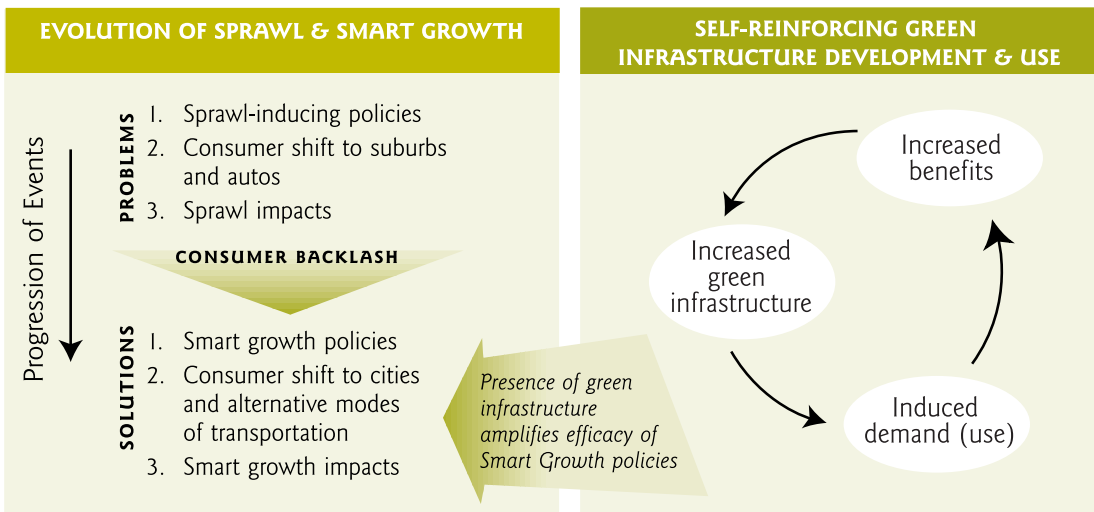 EVOLUTION OF SPRAWL & SMART GROWTH
Progression of Events
PROBLEMS
1. Sprawl-inducing policies
2. Consumer shift to suburbs
and autos
3. Sprawl impacts
CONSUMER BACKLASH
SOLUTIONS
1. Smart growth policies
2. Consumer shift to cities
and alternative modes
of transportation
3. Smart growth impacts
Presence of green
infrastructure
amplifies efficacy of
Smart Growth policies
SELF-REINFORCING GREEN
INFRASTRUCTURE DEVELOPMENT & USE
Increased
benefits
Increased
green
infrastructure
Induced
demand (use)